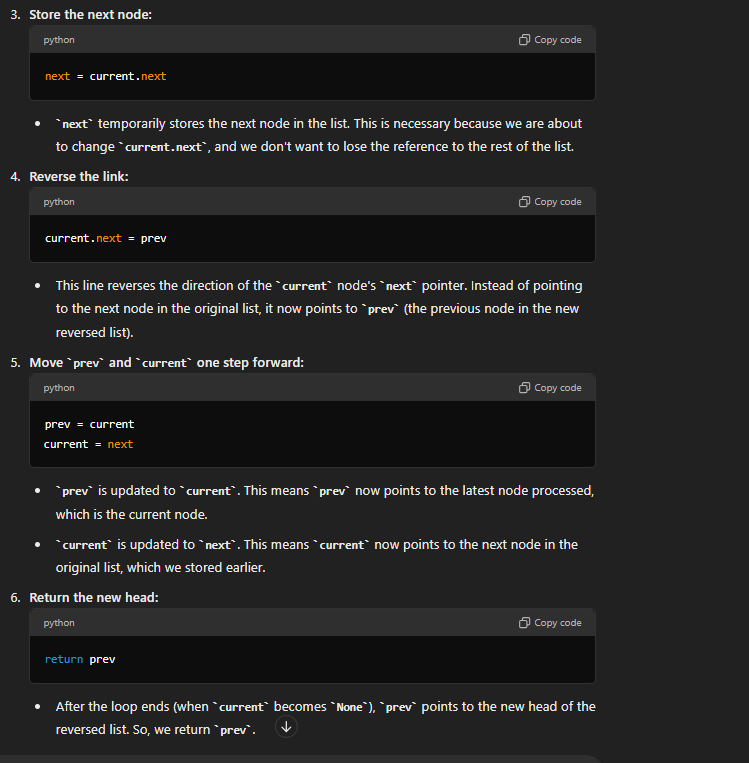 3. Store the next node:
python Copy code
next = current.next
• `next` temporarily stores the next node in the list. This is necessary because we are about
to change `current.next`, and we don't want to lose the reference to the rest of the list.
4. Reverse the link:
python Copy code
current.next = prev
• This line reverses the direction of the `current` node's `next` pointer. Instead of pointing
to the next node in the original list, it now points to `prev` (the previous node in the new
reversed list).
5. Move `prev` and `current` one step forward:
python Copy code
prev = current
current = next
• `prev` is updated to `current`. This means `prev` now points to the latest node processed,
which is the current node.
• `current` is updated to `next`. This means `current` now points to the next node in the
original list, which we stored earlier.
6. Return the new head:
python Copy code
return prev
• After the loop ends (when `current` becomes `None`), `prev` points to the new head of the
reversed list. So, we return `prev`.